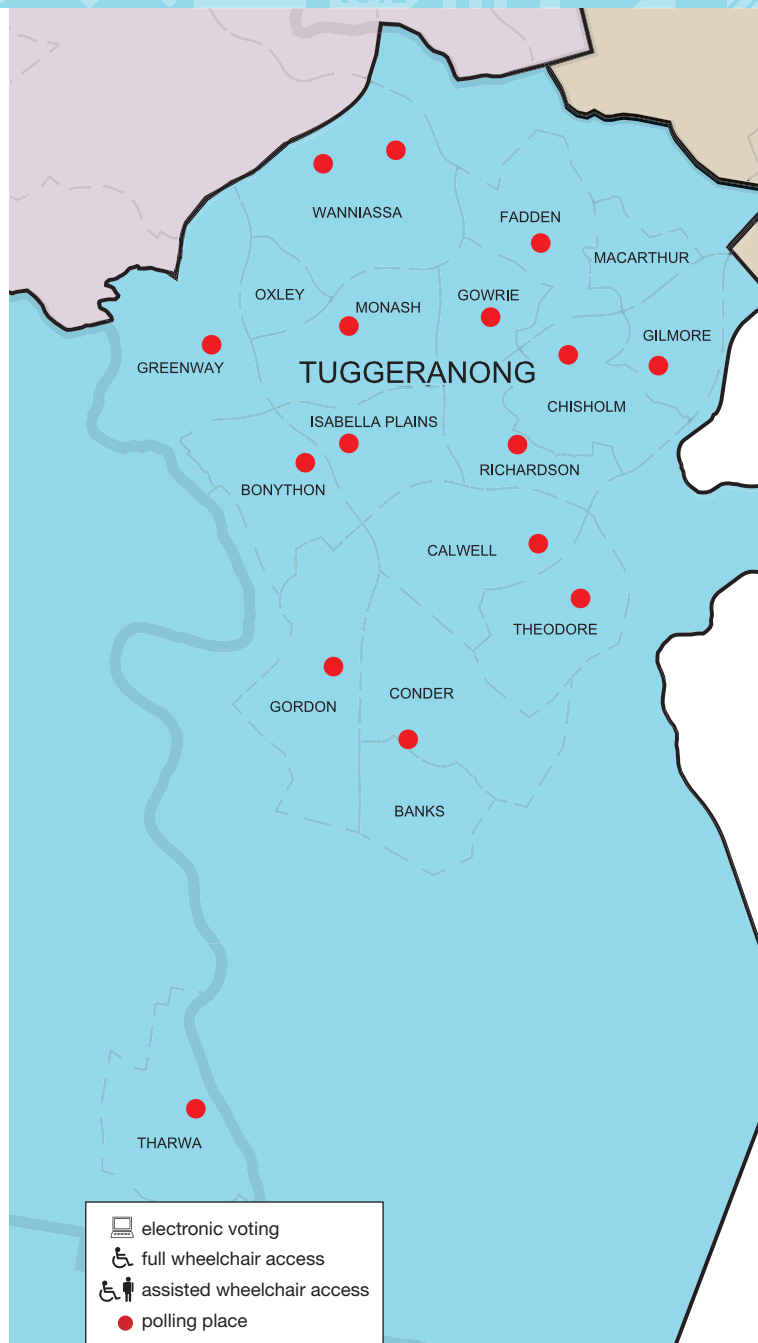 WANNIASSA
FADDEN
MACARTHUR
OXLEY
MONASH
GOWRIE
GILMORE
GREENWAY
TUGGERANONG
CHISHOLM
ISABELLA PLAINS
RICHARDSON
BONYTHON
CALWELL
THEODORE
CONDER
GORDON
BANKS
THARWA
electronic voting
full wheelchair access
assisted wheelchair access
polling place